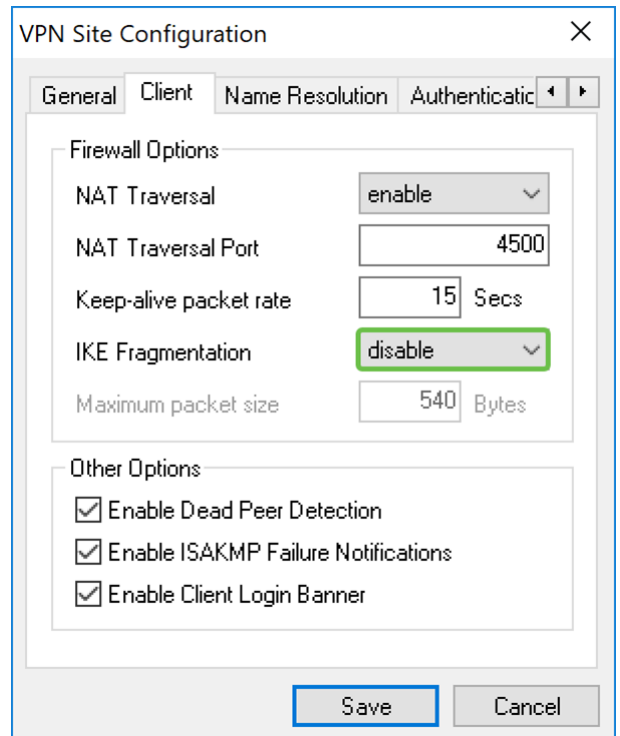 VPN Site Configuration
General Client Name Resolution Authenticatic
Firewall Options
NAT Traversal enable
NAT Traversal Port 4500
Keep-alive packet rate 15 Secs
IKE Fragmentation disable
Maximum packet size 540 Bytes
Other Options
Enable Dead Peer Detection
Enable ISAKMP Failure Notifications
Enable Client Login Banner
Save Cancel